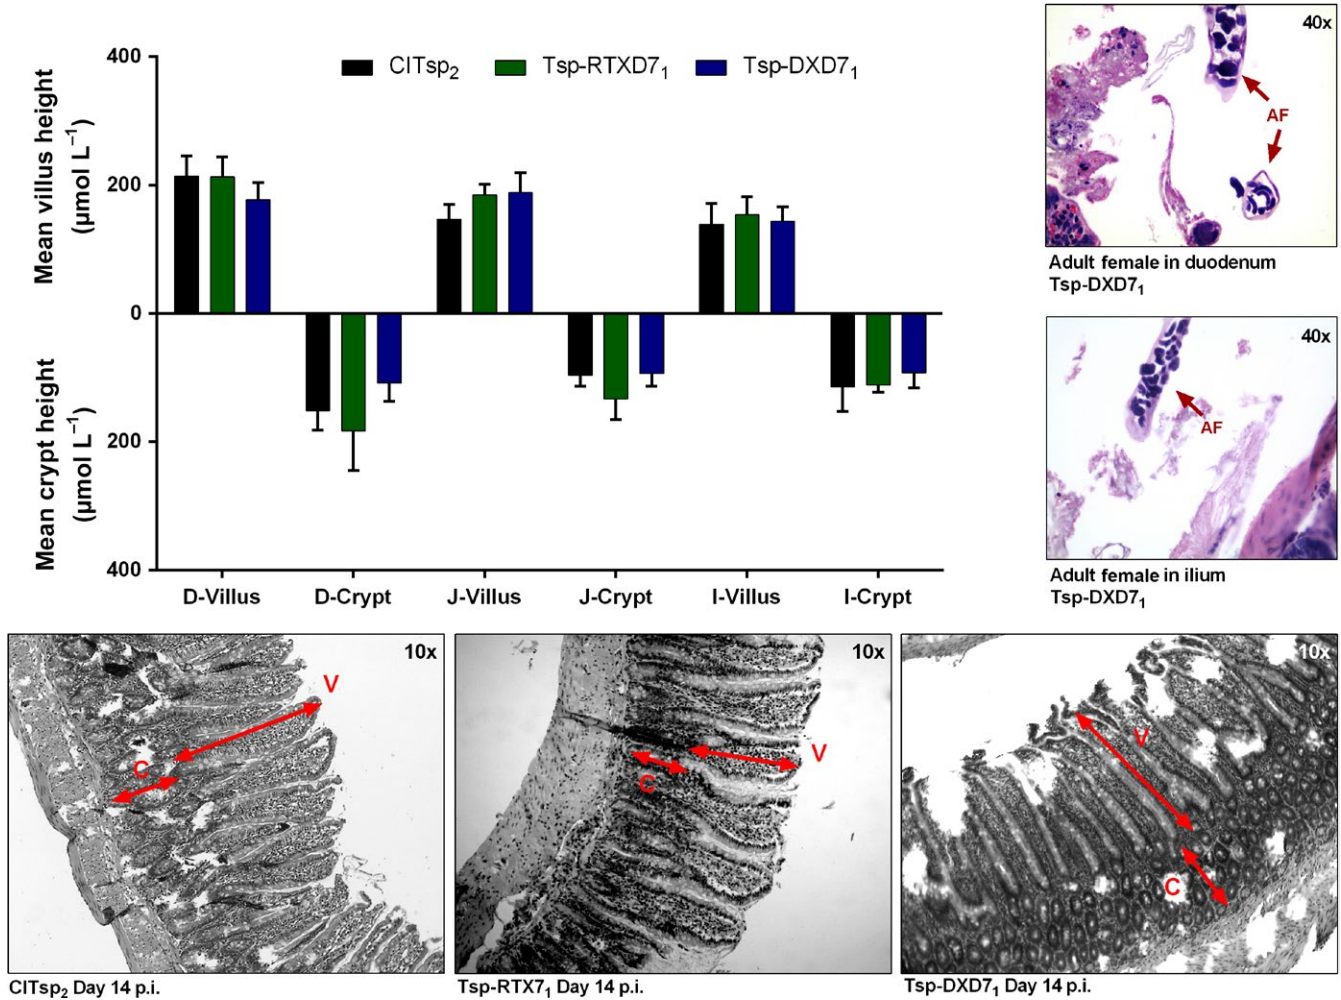 400
200
0
200
400
Mean villus height
(µmol L⁻¹)
Mean crypt height
(µmol L⁻¹)
CITsp₂ Tsp-RTXD7₁ Tsp-DXD7₁
D-Villus D-Crypt J-Villus J-Crypt I-Villus I-Crypt
40x
AF
Adult female in duodenum
Tsp-DXD7₁
40x
AF
Adult female in ilium
Tsp-DXD7₁
10x
V
C
CITsp₂ Day 14 p.i.
10x
V
C
Tsp-RTX7₁ Day 14 p.i.
10x
V
C
Tsp-DXD7₁ Day 14 p.i.